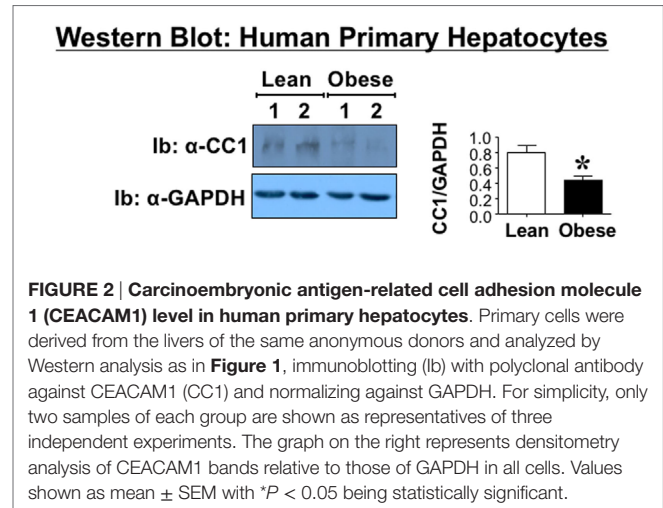 Western Blot: Human Primary Hepatocytes
Lean Obese
1 2 1 2
Ib: α-CC1
Ib: α-GAPDH
CC1/GAPDH
1.0
0.8
0.6
0.4
0.2
0.0
*
Lean Obese
FIGURE 2 | Carcinoembryonic antigen-related cell adhesion molecule
1 (CEACAM1) level in human primary hepatocytes. Primary cells were
derived from the livers of the same anonymous donors and analyzed by
Western analysis as in Figure 1, immunoblotting (Ib) with polyclonal antibody
against CEACAM1 (CC1) and normalizing against GAPDH. For simplicity, only
two samples of each group are shown as representatives of three
independent experiments. The graph on the right represents densitometry
analysis of CEACAM1 bands relative to those of GAPDH in all cells. Values
shown as mean ± SEM with *P < 0.05 being statistically significant.